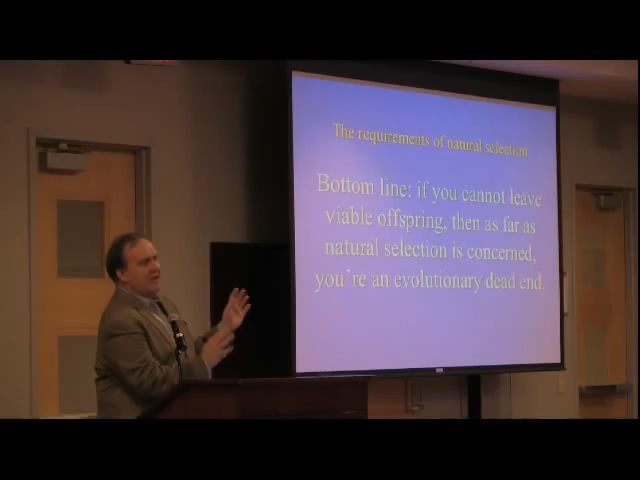 The requirements of natural selection
Bottom line: if you cannot leave
viable offspring, then as far as
natural selection is concerned,
you're an evolutionary dead end.